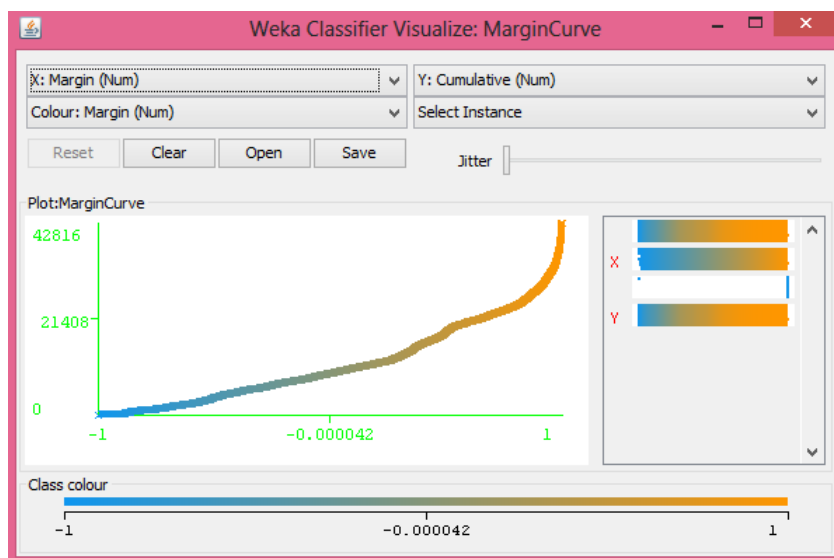 Weka Classifier Visualize: MarginCurve
X: Margin (Num) Y: Cumulative (Num)
Colour: Margin (Num) Select Instance
Reset Clear Open Save Jitter
Plot:MarginCurve
42816
21408
0
-1 -0.000042 1
X
Y
Class colour
-1 -0.000042 1